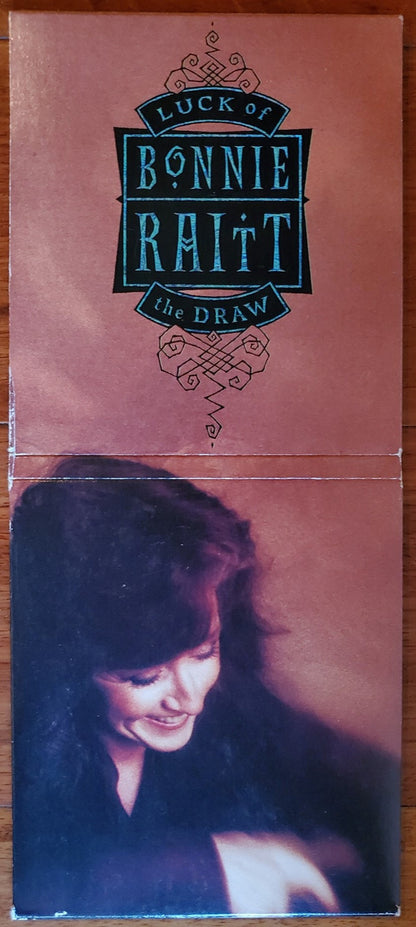 LUCK of
BONNIE
RAITT
the DRAW